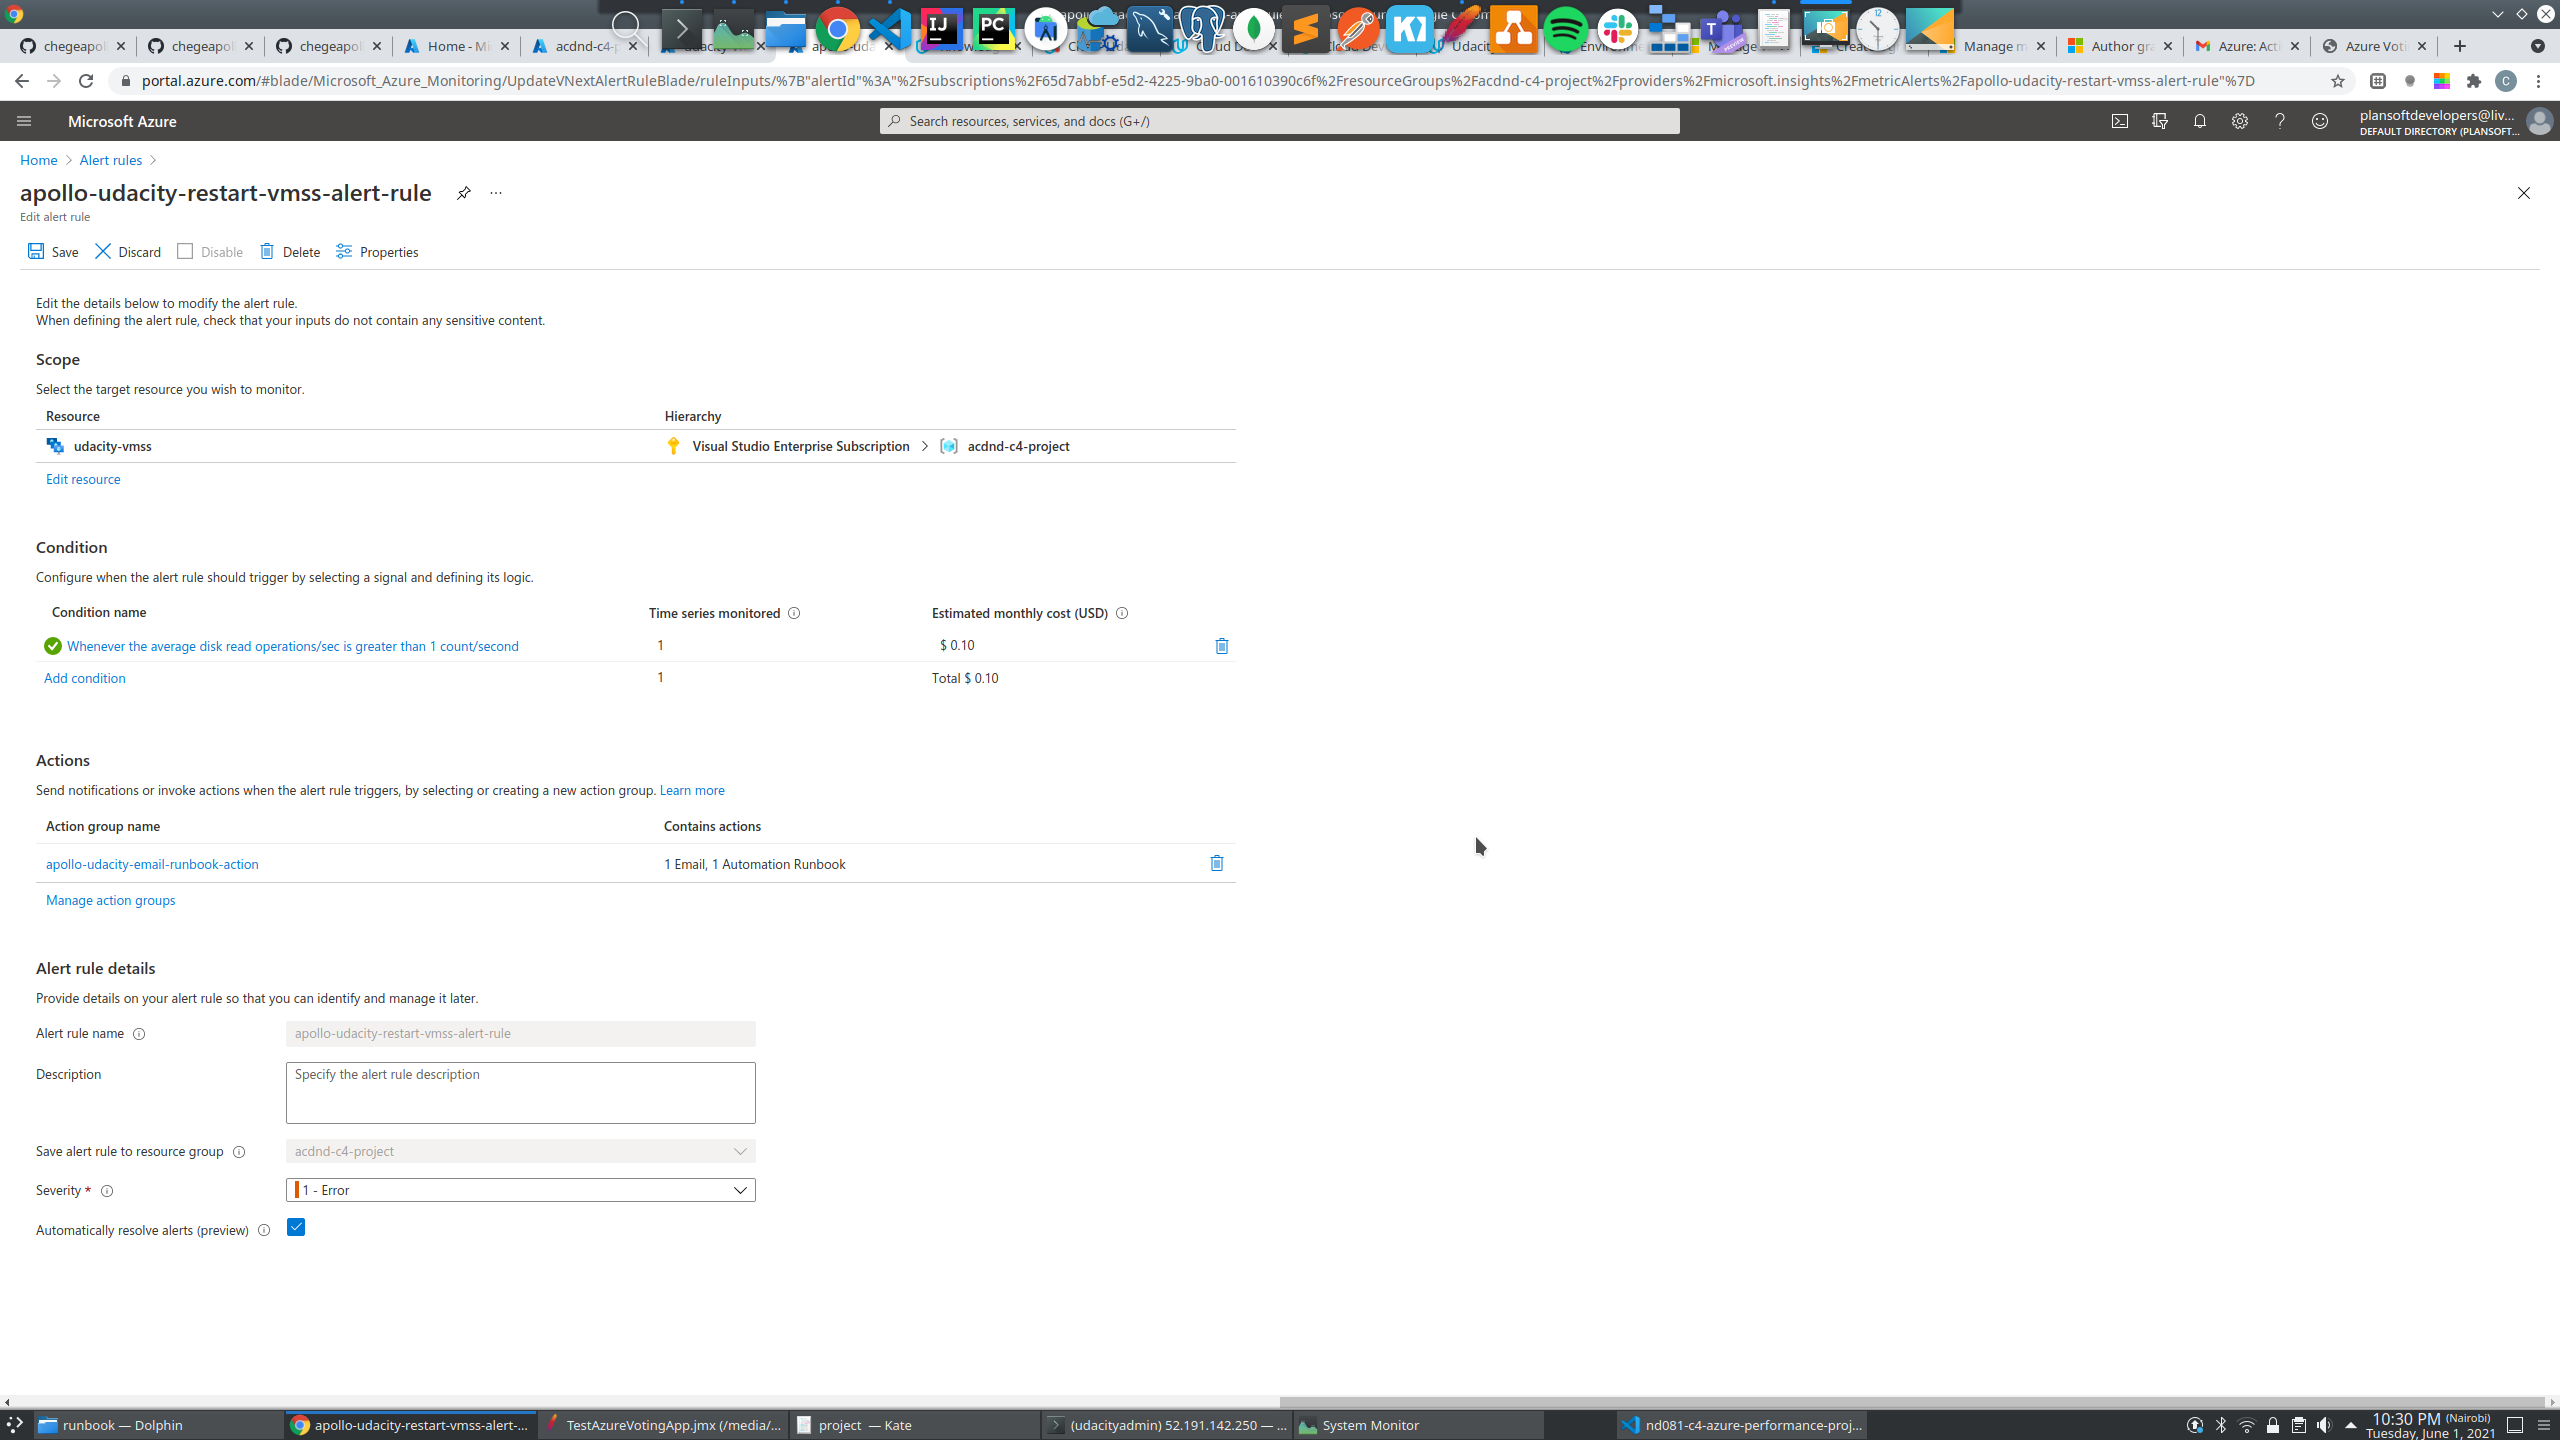 chegeapoll
chegeapoll
chegeapoll
Home - Mi
acdnd-c4-p
Manage m
Author gra
Azure: Acti
Azure Voti
portal.azure.com/#blade/Microsoft_Azure_Monitoring/UpdateVNextAlertRuleBlade/ruleInputs/%7B"alertId"%3A"%2Fsubscriptions%2F65d7abbf-e5d2-4225-9ba0-001610390c6f%2FresourceGroups%2Facdnd-c4-project%2Fproviders%2Fmicrosoft.insights%2FmetricAlerts%2Fapollo-udacity-restart-vmss-alert-rule"%7D
Microsoft Azure
Search resources, services, and docs (G+/)
plansoftdevelopers@liv...
DEFAULT DIRECTORY (PLANSOFT...
Home > Alert rules >
apollo-udacity-restart-vmss-alert-rule
Edit alert rule
Save Discard Disable Delete Properties
Edit the details below to modify the alert rule.
When defining the alert rule, check that your inputs do not contain any sensitive content.
Scope
Select the target resource you wish to monitor.
Resource Hierarchy
udacity-vmss Visual Studio Enterprise Subscription > acdnd-c4-project
Edit resource
Condition
Configure when the alert rule should trigger by selecting a signal and defining its logic.
Condition name Time series monitored Estimated monthly cost (USD)
Whenever the average disk read operations/sec is greater than 1 count/second 1 $ 0.10
Add condition 1 Total $ 0.10
Actions
Send notifications or invoke actions when the alert rule triggers, by selecting or creating a new action group. Learn more
Action group name Contains actions
apollo-udacity-email-runbook-action 1 Email, 1 Automation Runbook
Manage action groups
Alert rule details
Provide details on your alert rule so that you can identify and manage it later.
Alert rule name apollo-udacity-restart-vmss-alert-rule
Description Specify the alert rule description
Save alert rule to resource group acdnd-c4-project
Severity * 1 - Error
Automatically resolve alerts (preview)
runbook — Dolphin
apollo-udacity-restart-vmss-alert-...
TestAzureVotingApp.jmx (/media/...
project — Kate
(udacityadmin) 52.191.142.250 — ...
System Monitor
nd081-c4-azure-performance-proj...
10:30 PM (Nairobi)
Tuesday, June 1, 2021